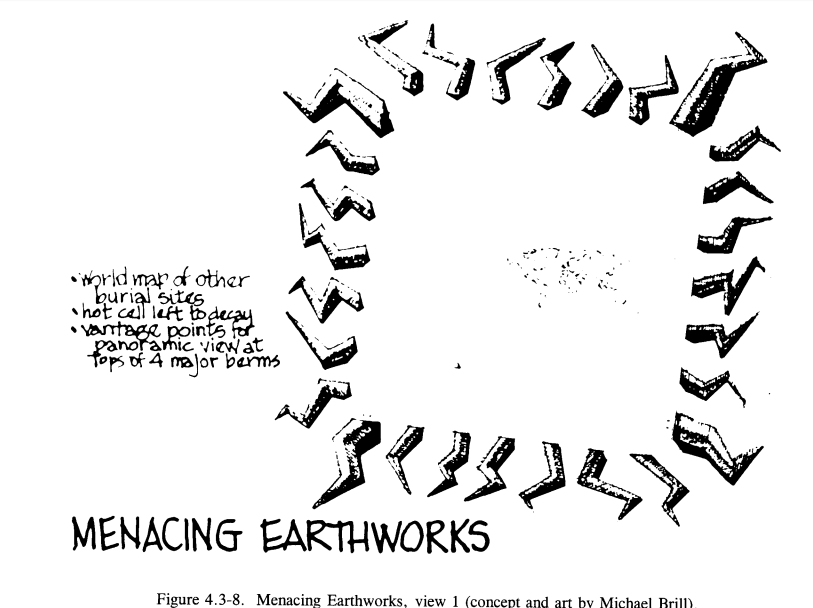 • world map of other
burial sites
• hot cell left to decay
• vantage points for
panoramic view at
tops of 4 major berms
MENACING EARTHWORKS
Figure 4.3-8. Menacing Earthworks, view 1 (concept and art by Michael Brill).